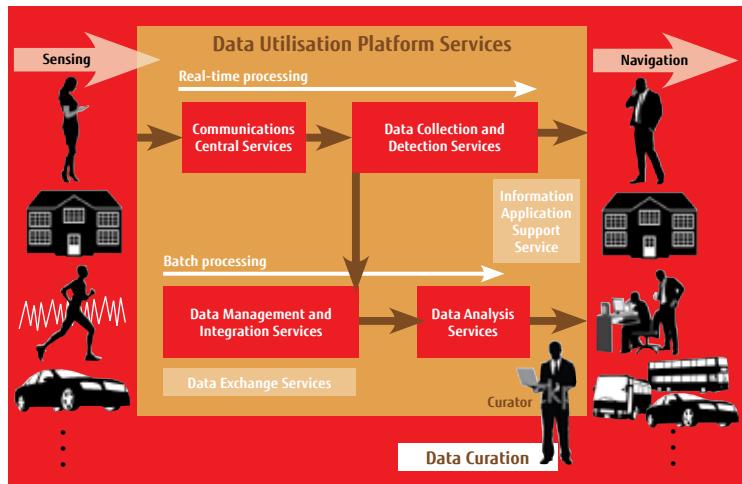 Data Utilisation Platform Services
Sensing
Navigation
Real-time processing
Communications
Central Services
Data Collection and
Detection Services
Information
Application
Support
Service
Batch processing
Data Management and
Integration Services
Data Analysis
Services
Data Exchange Services
Curator
Data Curation